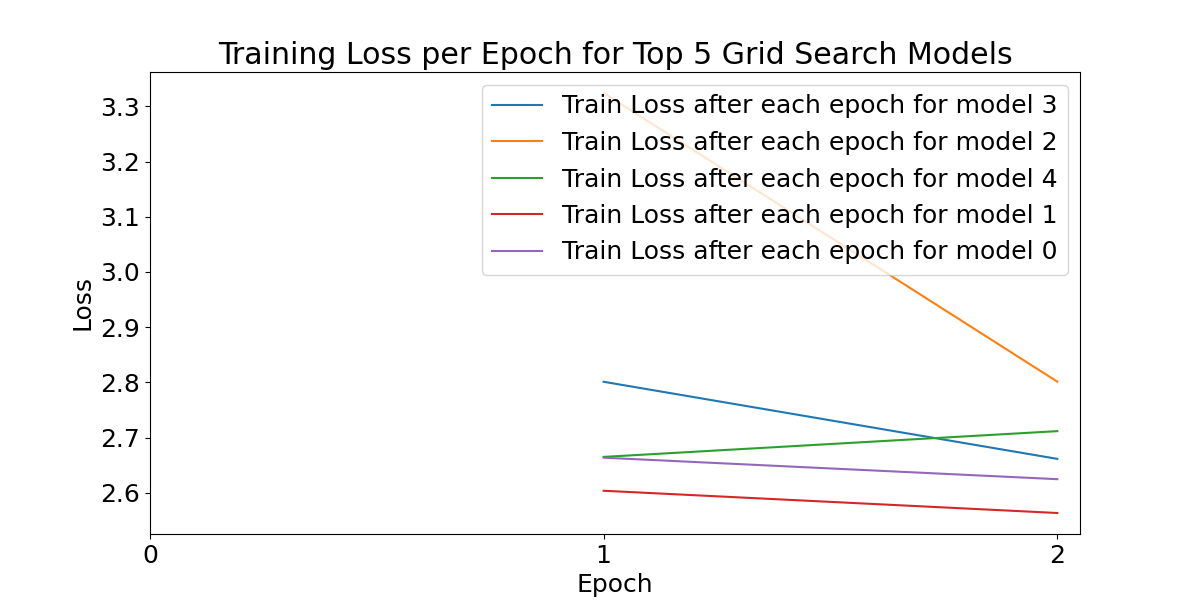 Training Loss per Epoch for Top 5 Grid Search Models
3.3
3.2
3.1
3.0
2.9
2.8
2.7
2.6
Loss
Train Loss after each epoch for model 3
Train Loss after each epoch for model 2
Train Loss after each epoch for model 4
Train Loss after each epoch for model 1
Train Loss after each epoch for model 0
0 1 2
Epoch